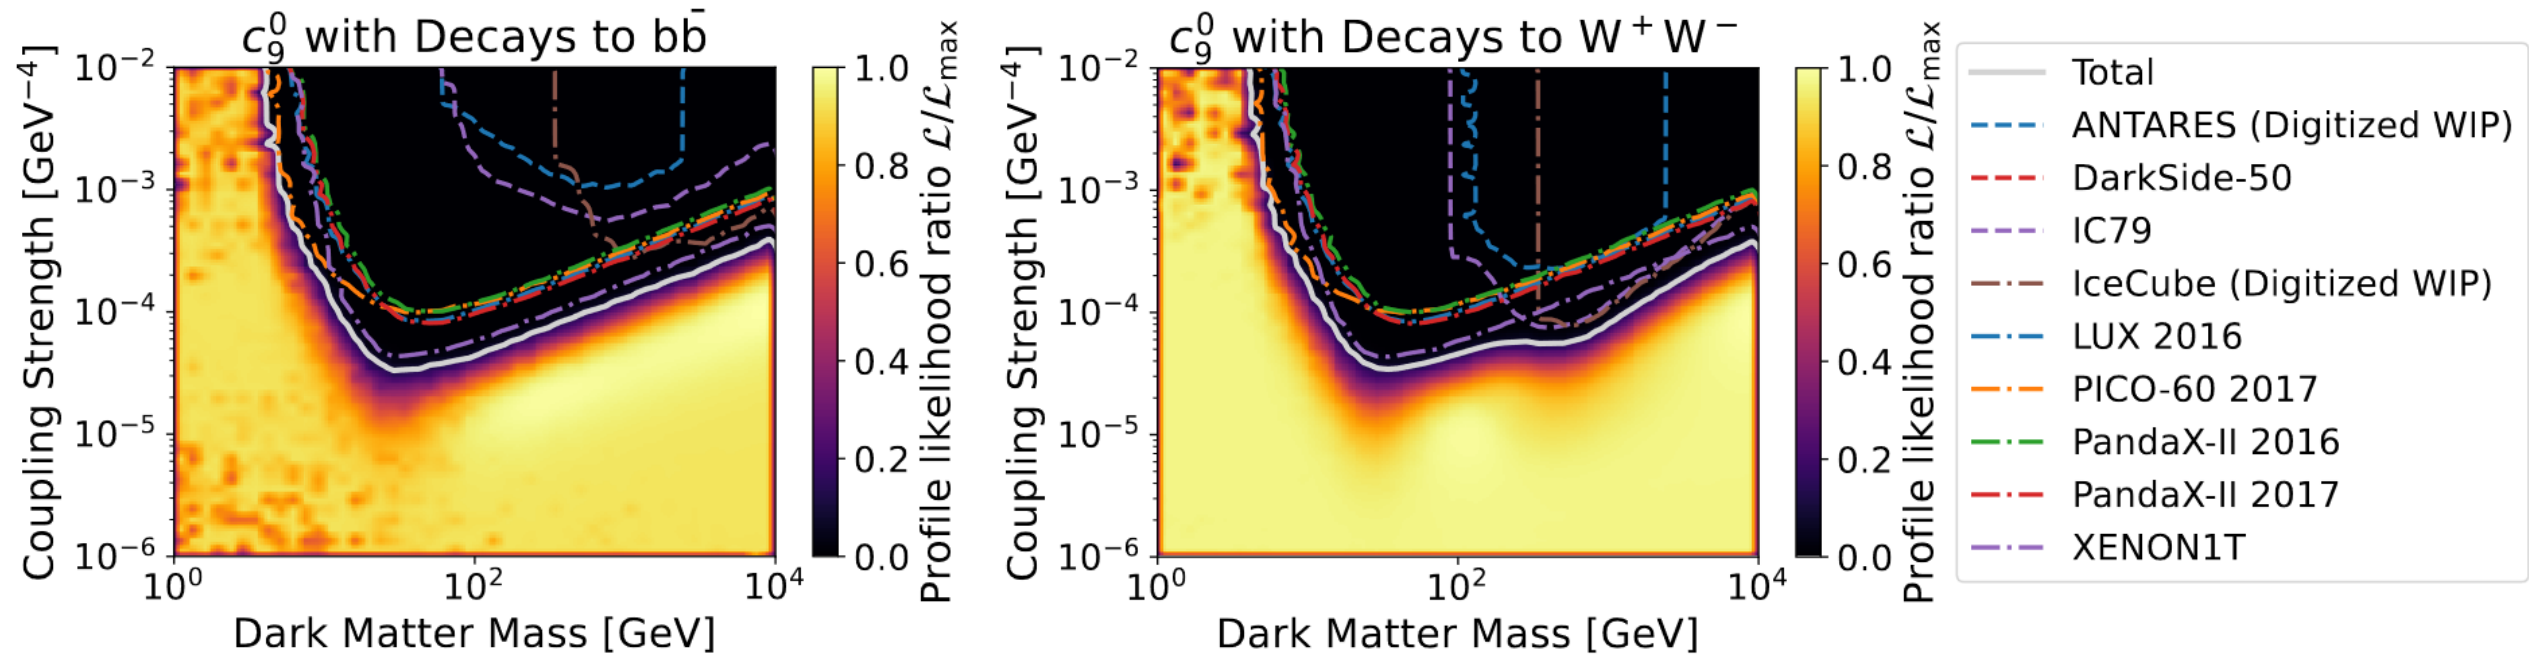 c₉⁰ with Decays to bb̄
Coupling Strength [GeV⁻⁴]
10⁻²
10⁻³
10⁻⁴
10⁻⁵
10⁻⁶
10⁰
10²
10⁴
Dark Matter Mass [GeV]
1.0
0.8
0.6
0.4
0.2
0.0
Profile likelihood ratio ℒ/ℒmax
c₉⁰ with Decays to W⁺W⁻
Coupling Strength [GeV⁻⁴]
10⁻²
10⁻³
10⁻⁴
10⁻⁵
10⁻⁶
10⁰
10²
10⁴
Dark Matter Mass [GeV]
1.0
0.8
0.6
0.4
0.2
0.0
Profile likelihood ratio ℒ/ℒmax
Total
ANTARES (Digitized WIP)
DarkSide-50
IC79
IceCube (Digitized WIP)
LUX 2016
PICO-60 2017
PandaX-II 2016
PandaX-II 2017
XENON1T